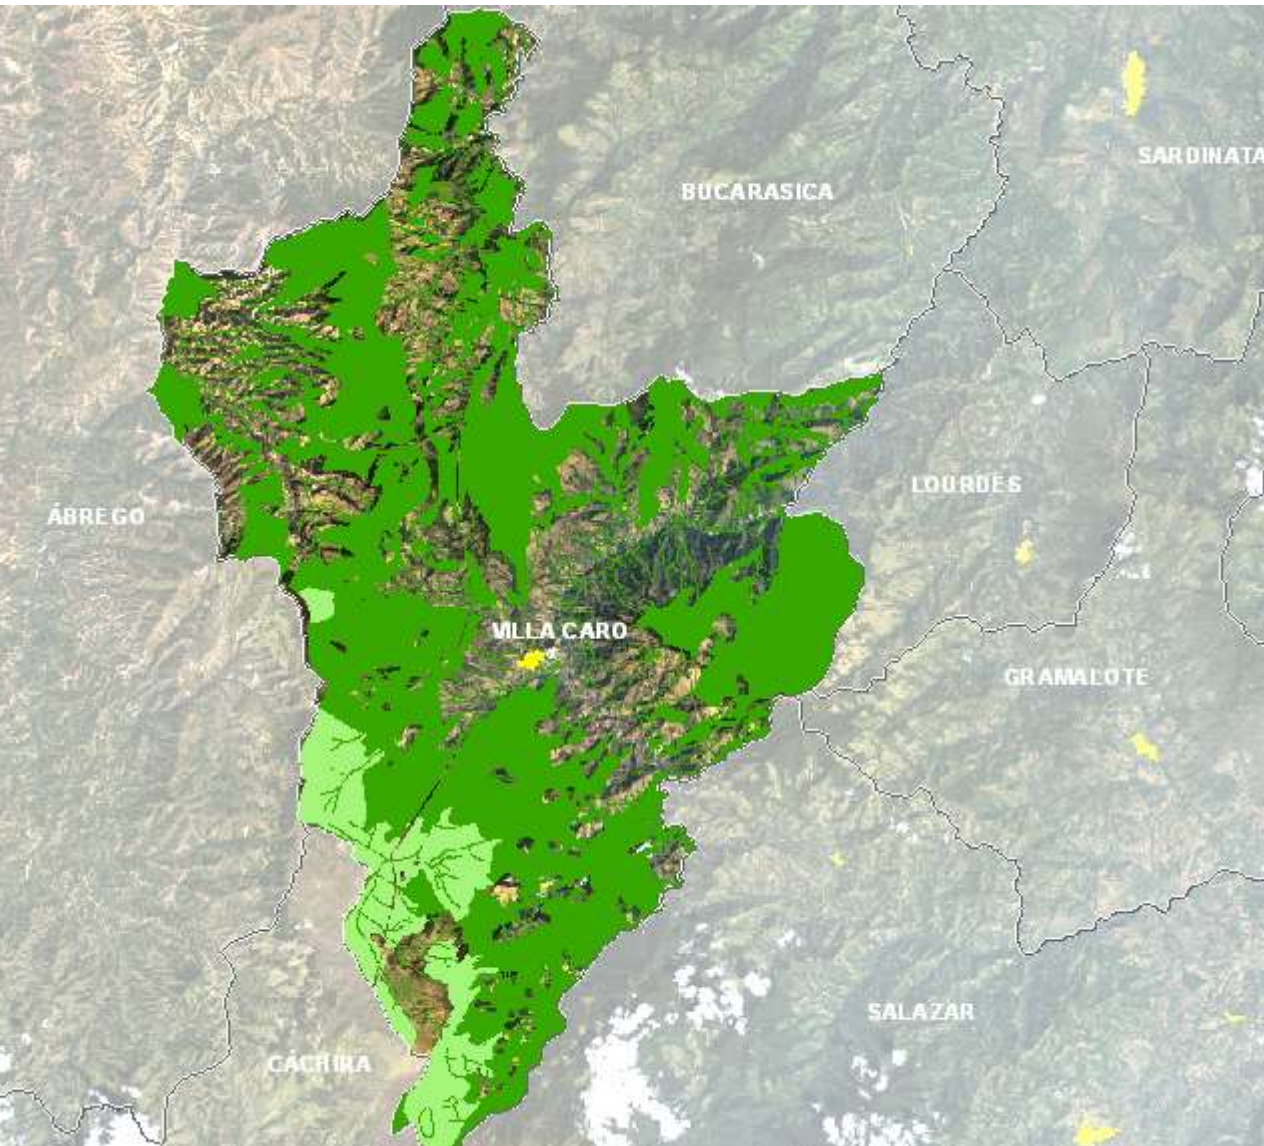 SARDINATA
BUCARASICA
LOURDES
ÁBREGO
VILLA CARO
GRAMALOTE
SALAZAR
CÁCHIRA